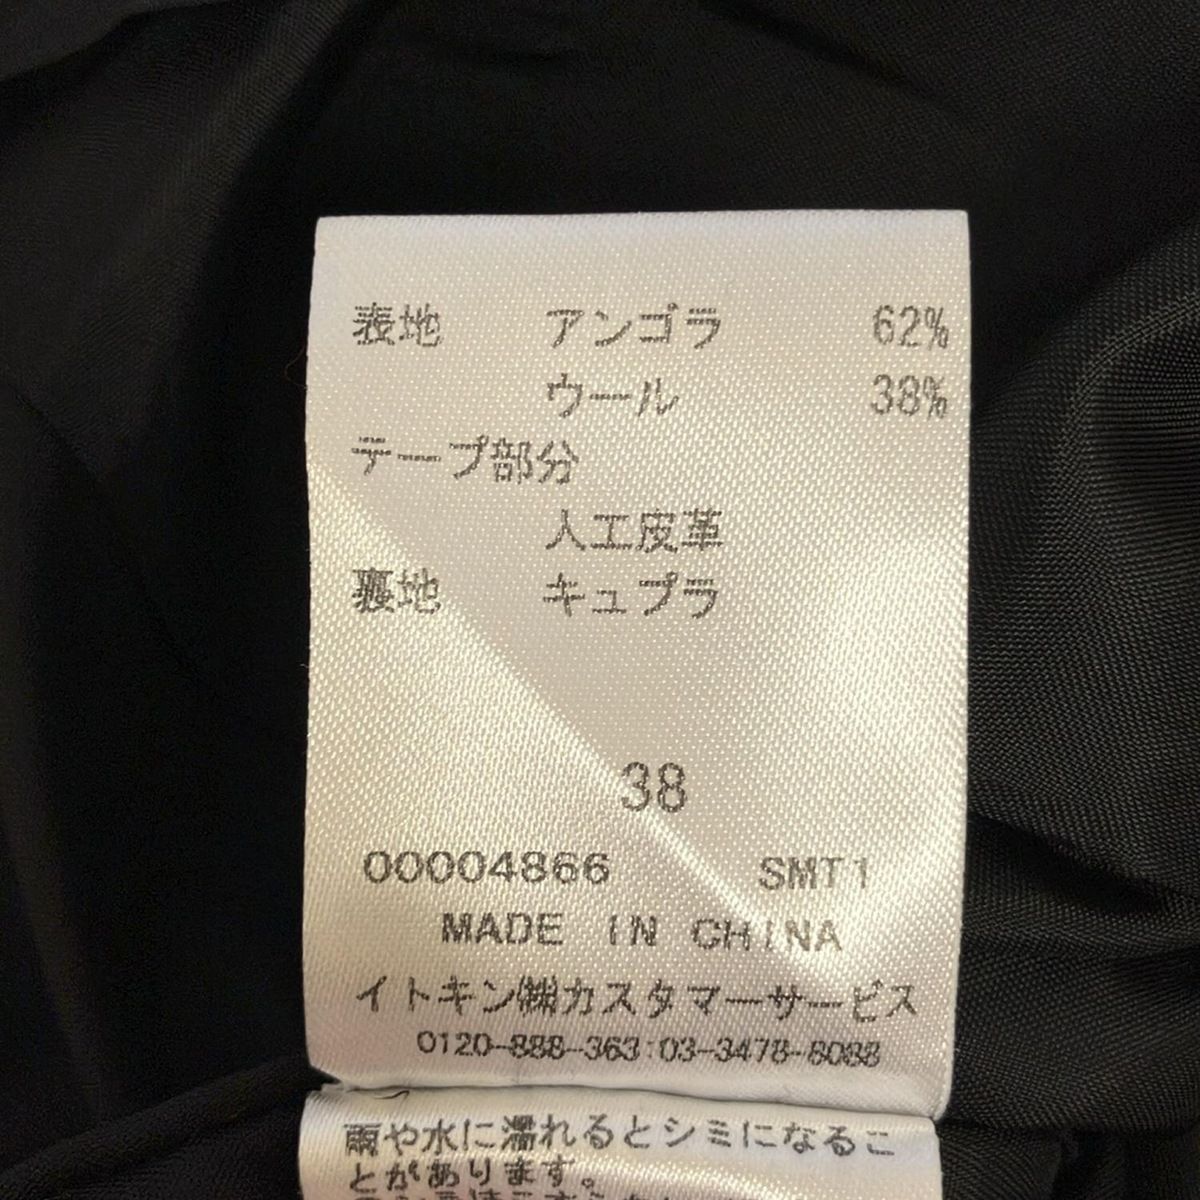 表地 アンゴラ 62%
ウール 38%
テープ部分
人工皮革
裏地 キュプラ
38
00004866 SMT1
MADE IN CHINA
イトキン㈱カスタマーサービス
0120-888-363:03-3478-8088
雨や水に濡れるとシミになるこ
とがあります。